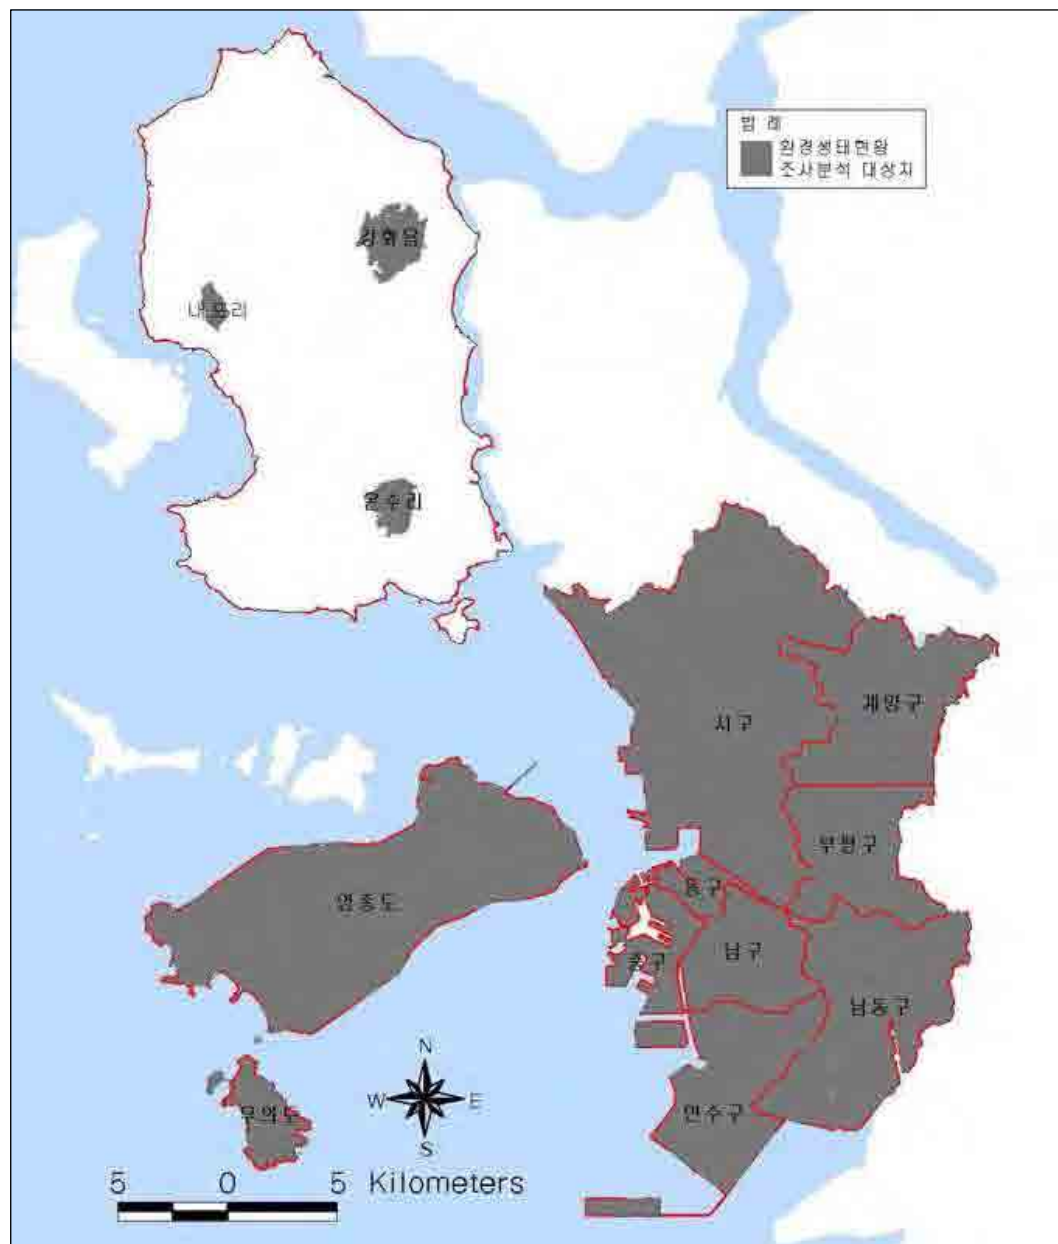 범 례
환경생태현황
조사분석 대상지
강화읍
내포리
온수리
서구
계양구
부평구
동구
영종도
남구
중구
남동구
무의도
연수구
N
W
E
S
5 0 5 Kilometers